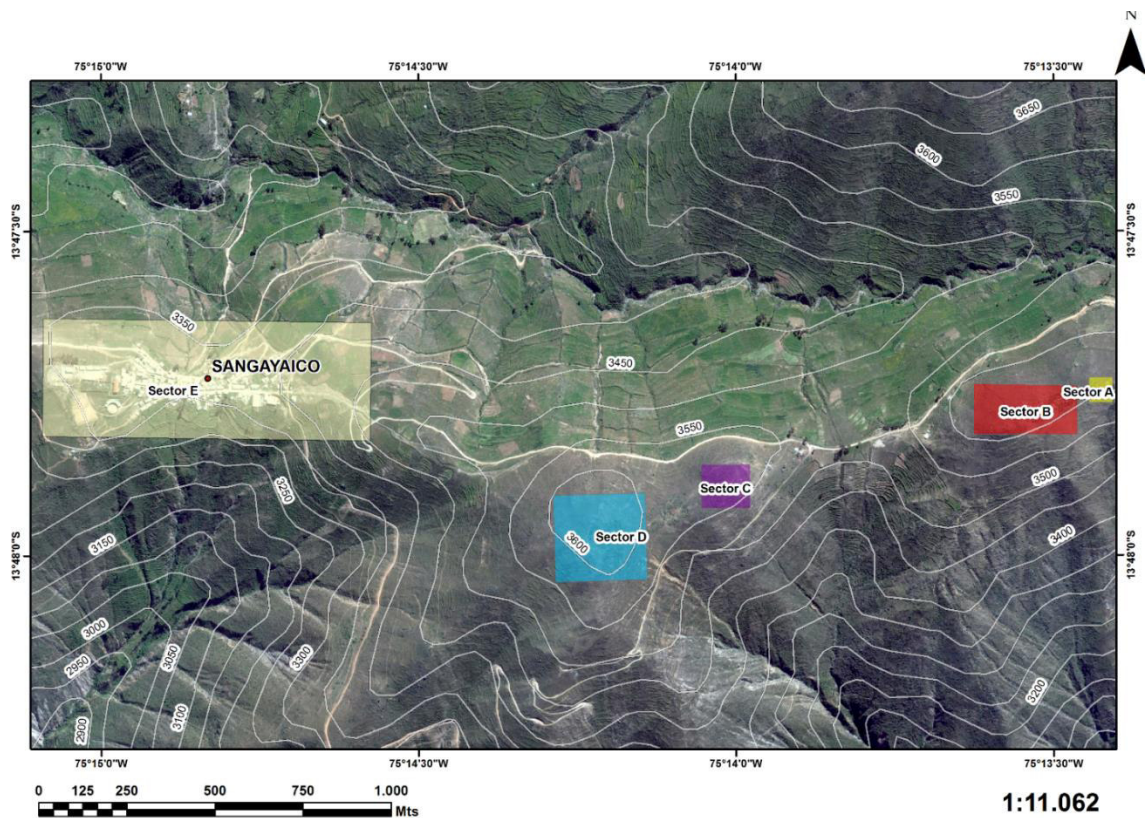 N
75°15'0"W
75°14'30"W
75°14'0"W
75°13'30"W
3650
3600
3550
13°47'30"S
13°47'30"S
3350
SANGAYAICO
Sector E
3450
Sector A
Sector B
3550
3500
Sector C
3250
3400
Sector D
3600
3150
13°48'0"S
13°48'0"S
3000
2950
3050
3300
3200
3100
2900
75°15'0"W
75°14'30"W
75°14'0"W
75°13'30"W
0 125 250 500 750 1.000
Mts
1:11.062